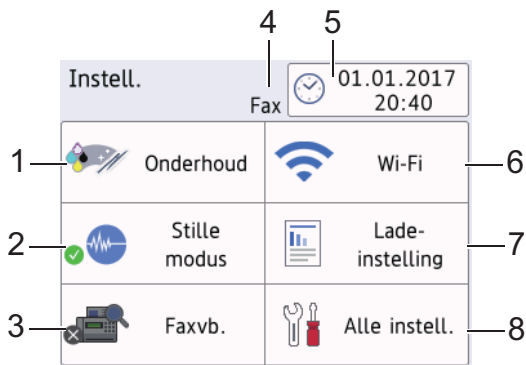 4 5
Instell.
Fax
01.01.2017
20:40
1 Onderhoud
Wi-Fi 6
2 Stille
modus
Lade-
instelling 7
3 Faxvb.
Alle instell. 8